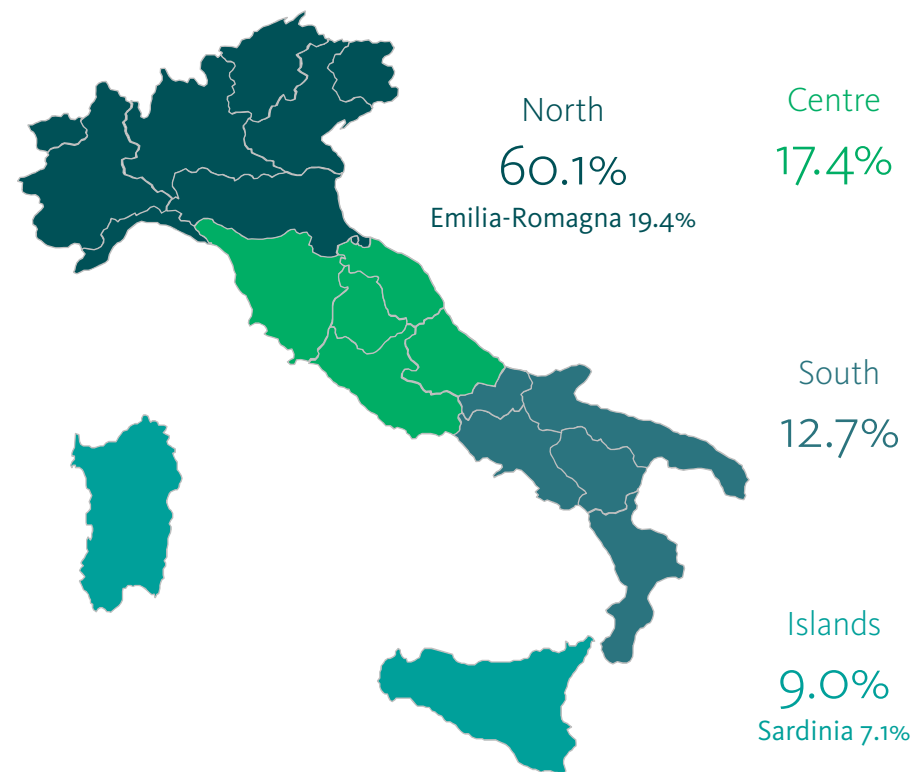 North
60.1%
Emilia-Romagna 19.4%
Centre
17.4%
South
12.7%
Islands
9.0%
Sardinia 7.1%